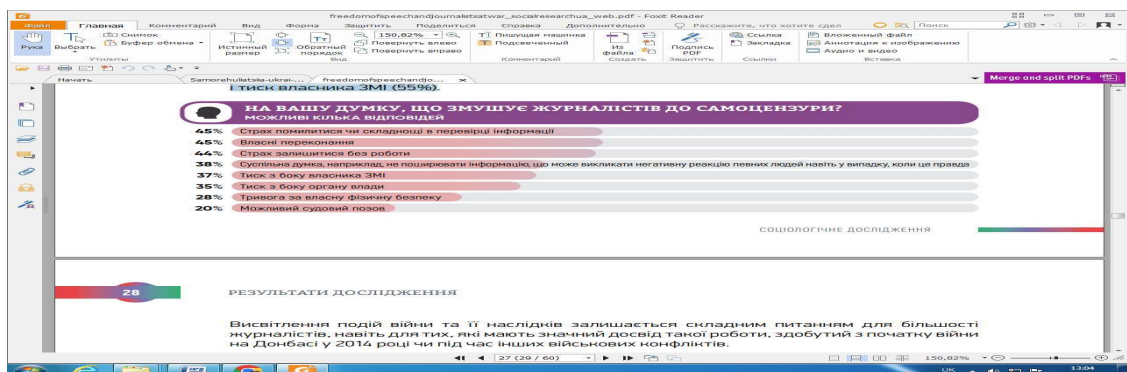 freedomofspeechandjournalistsatwar_socialresearchua_web.pdf - Foxit Reader
Файл Главная Комментарий Вид Форма Защитить Поделиться Справка Дополнительно Расскажите, что хотите сдел Поиск
Рука
Выбрать
Снимок
Буфер обмена
Утилиты
Истинный размер
Обратный порядок
150,82%
Повернуть влево
Повернуть вправо
Вид
Пишущая машинка
Подсвеченный
Комментарий
Из файла
Создать
Подпись PDF
Защитить
Ссылка
Закладка
Ссылки
Вложенный файл
Аннотация к изображению
Аудио и видео
Вставка
Начать Samorehuliatsiia-ukrai-... freedomofspeechandjo...
Merge and split PDFs
і тиск власника ЗМІ (55%).
НА ВАШУ ДУМКУ, ЩО ЗМУШУЄ ЖУРНАЛІСТІВ ДО САМОЦЕНЗУРИ?
МОЖЛИВІ КІЛЬКА ВІДПОВІДЕЙ
45% Страх помилитися чи складнощі в перевірці інформації
45% Власні переконання
44% Страх залишитися без роботи
38% Суспільна думка, наприклад, не поширювати інформацію, що може викликати негативну реакцію певних людей навіть у випадку, коли це правда
37% Тиск з боку власника ЗМІ
35% Тиск з боку органу влади
28% Тривога за власну фізичну безпеку
20% Можливий судовий позов
СОЦІОЛОГІЧНЕ ДОСЛІДЖЕННЯ
28
РЕЗУЛЬТАТИ ДОСЛІДЖЕННЯ
Висвітлення подій війни та її наслідків залишається складним питанням для більшості
журналістів, навіть для тих, які мають значний досвід такої роботи, здобутий з початку війни
на Донбасі у 2014 році чи під час інших військових конфліктів.
27 (29 / 60)
150,82%
UK
13:04